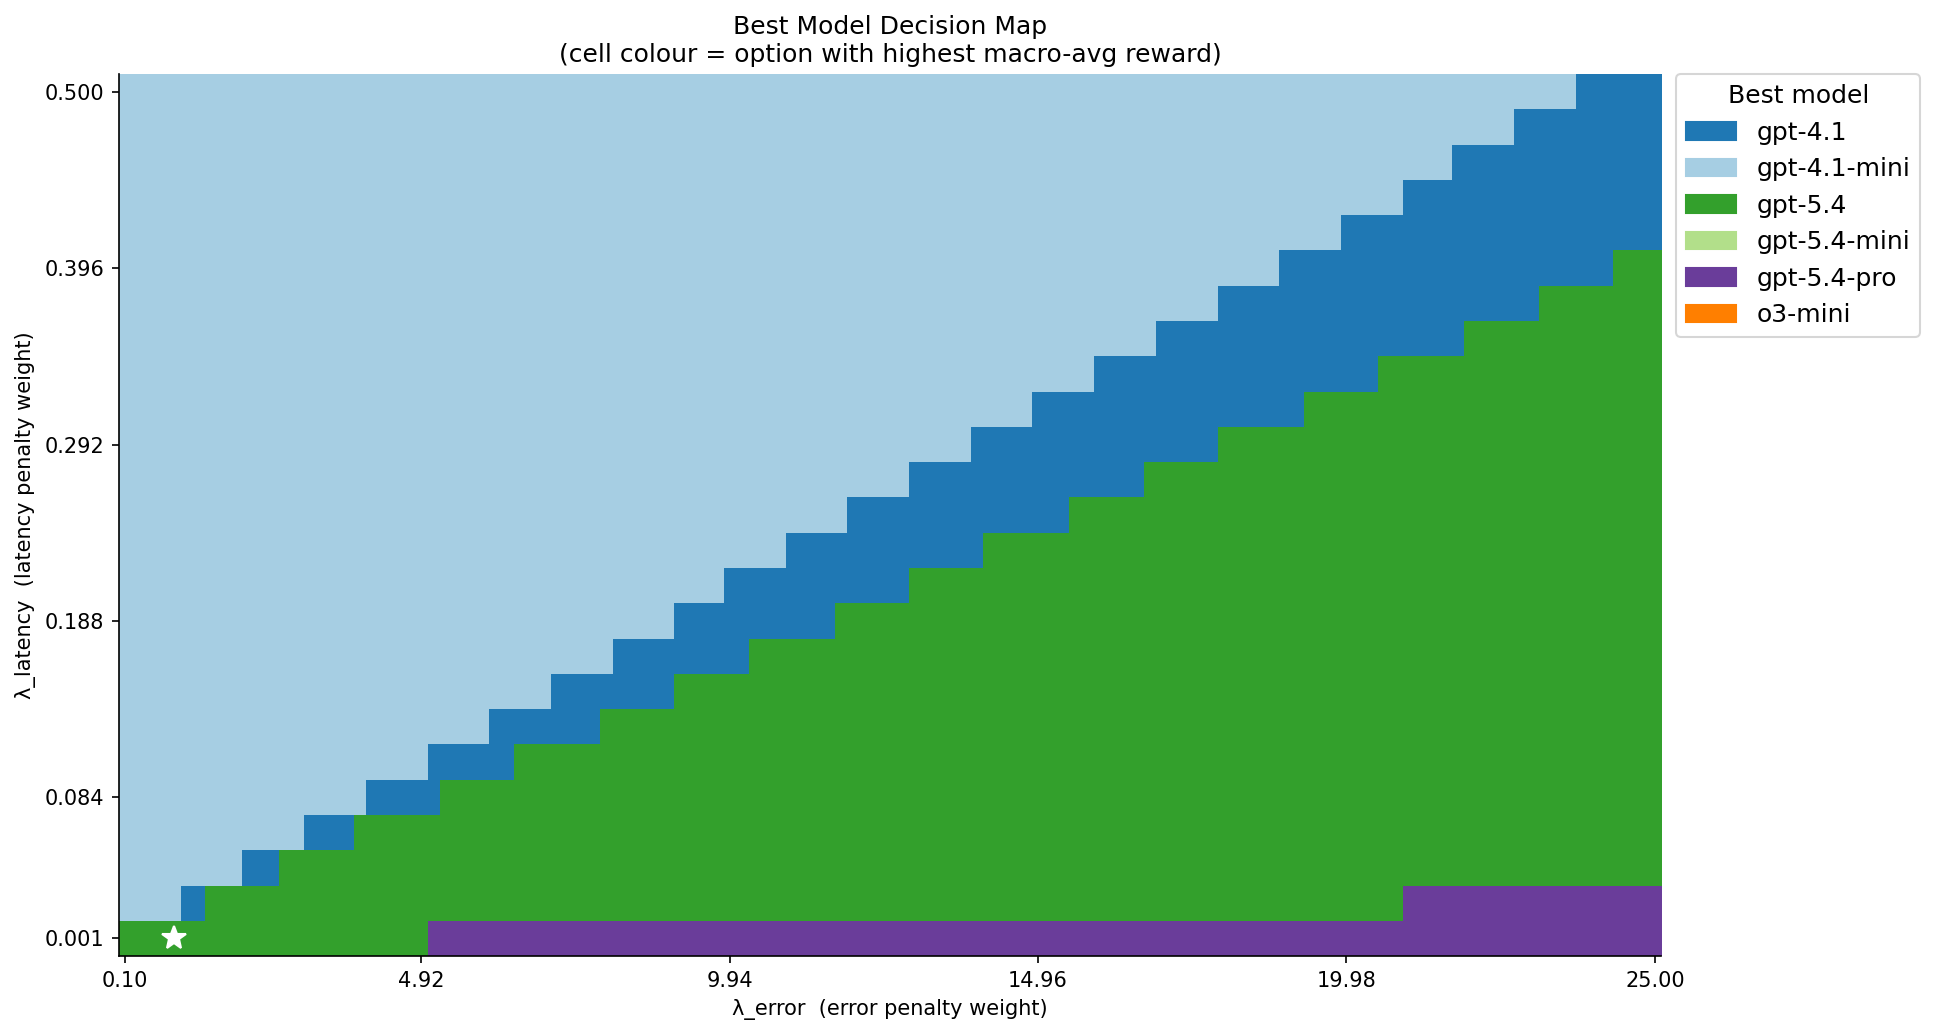 Best Model Decision Map
(cell colour = option with highest macro-avg reward)
0.500
0.396
0.292
0.188
0.084
0.001
λ_latency  (latency penalty weight)
0.10
4.92
9.94
14.96
19.98
25.00
λ_error  (error penalty weight)
Best model
gpt-4.1
gpt-4.1-mini
gpt-5.4
gpt-5.4-mini
gpt-5.4-pro
o3-mini